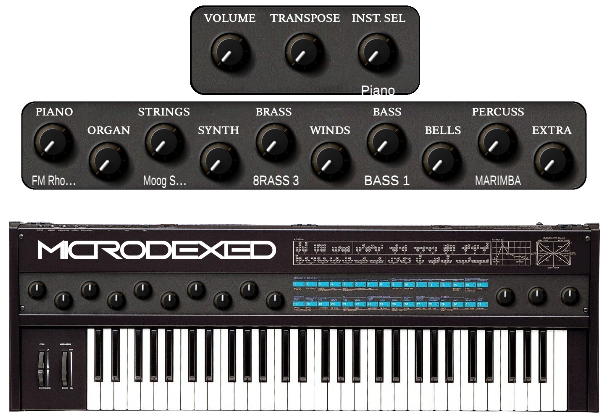 VOLUME TRANSPOSE INST. SEL
Piano
PIANO STRINGS BRASS BASS PERCUSS
ORGAN SYNTH WINDS BELLS EXTRA
FM Rho... Moog S... 8RASS 3 BASS 1 MARIMBA
MICRODEXED